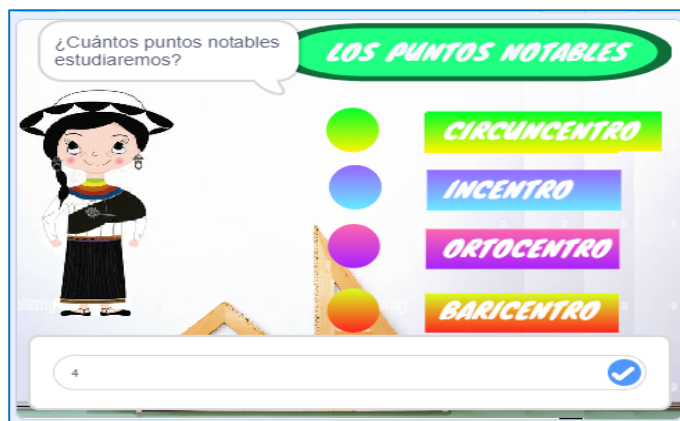 ¿Cuántos puntos notables
estudiaremos?
LOS PUNTOS NOTABLES
CIRCUNCENTRO
INCENTRO
ORTOCENTRO
BARICENTRO
4